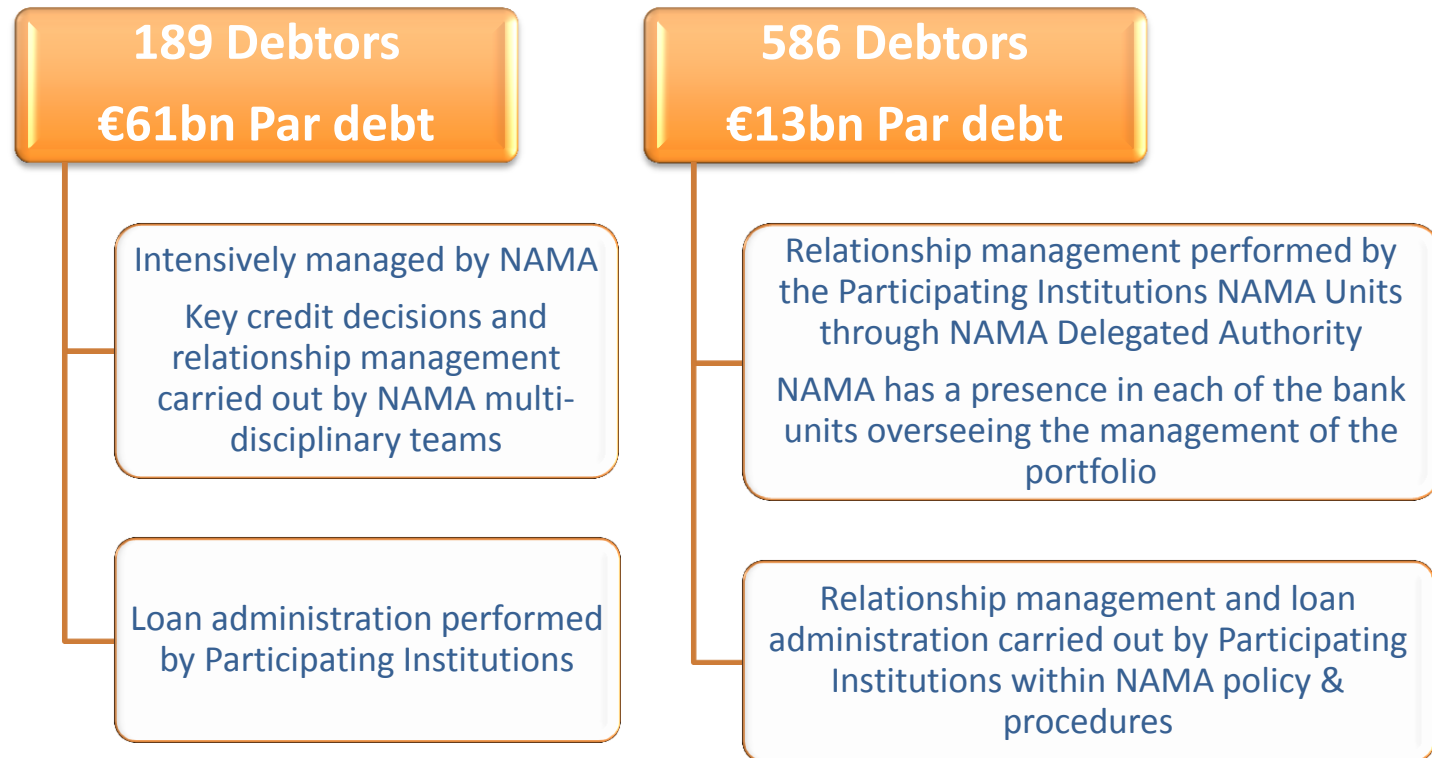 189 Debtors
€61bn Par debt
Intensively managed by NAMA
Key credit decisions and
relationship management
carried out by NAMA multi-
disciplinary teams
Loan administration performed
by Participating Institutions
586 Debtors
€13bn Par debt
Relationship management performed by
the Participating Institutions NAMA Units
through NAMA Delegated Authority
NAMA has a presence in each of the bank
units overseeing the management of the
portfolio
Relationship management and loan
administration carried out by Participating
Institutions within NAMA policy &
procedures